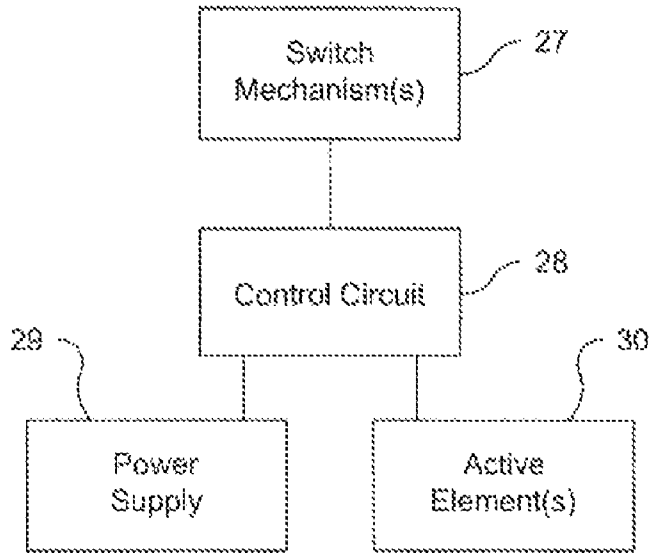 Switch
Mechanism(s)
27
Control Circuit
28
29
30
Power
Supply
Active
Element(s)